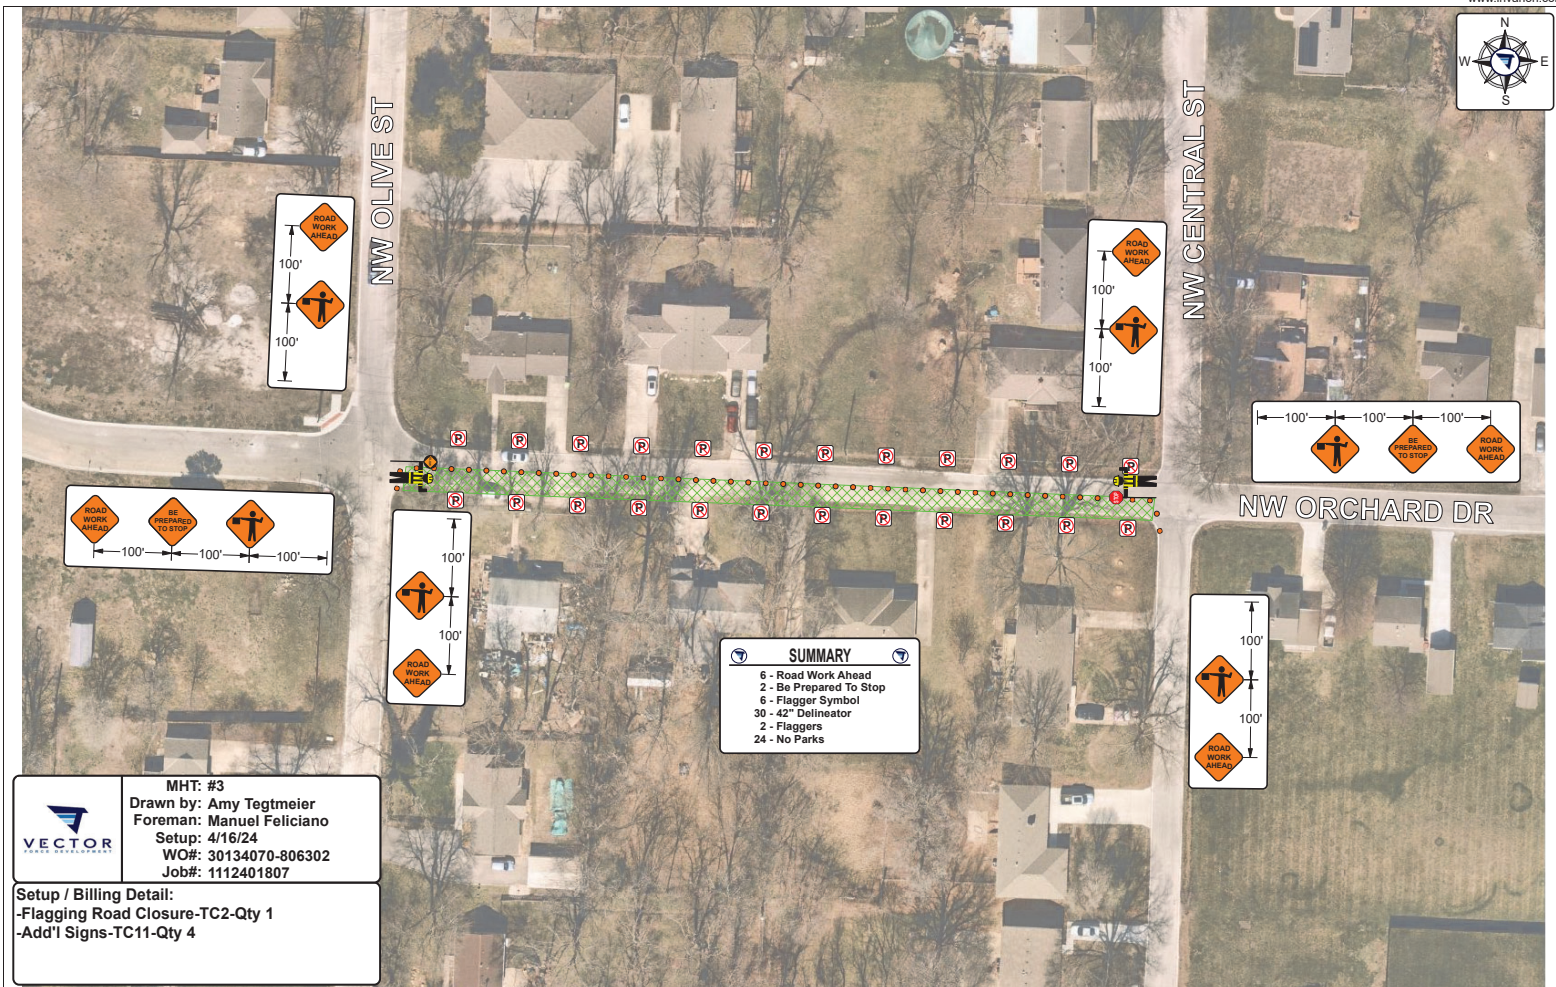 N
W
E
S
NW OLIVE ST
NW CENTRAL ST
ROAD
WORK
AHEAD
100'
100'
ROAD
WORK
AHEAD
100'
100'
100'
100'
100'
BE
PREPARED
TO STOP
ROAD
WORK
AHEAD
NW ORCHARD DR
ROAD
WORK
AHEAD
BE
PREPARED
TO STOP
100'
100'
100'
100'
100'
ROAD
WORK
AHEAD
100'
100'
ROAD
WORK
AHEAD
P P P P P P P P P P P P
P P P P P P P P P P P P
STOP
SUMMARY
6 - Road Work Ahead
2 - Be Prepared To Stop
6 - Flagger Symbol
30 - 42" Delineator
2 - Flaggers
24 - No Parks
VECTOR
FORCE DEVELOPMENT
MHT: #3
Drawn by: Amy Tegtmeier
Foreman: Manuel Feliciano
Setup: 4/16/24
WO#: 30134070-806302
Job#: 1112401807
Setup / Billing Detail:
-Flagging Road Closure-TC2-Qty 1
-Add'l Signs-TC11-Qty 4